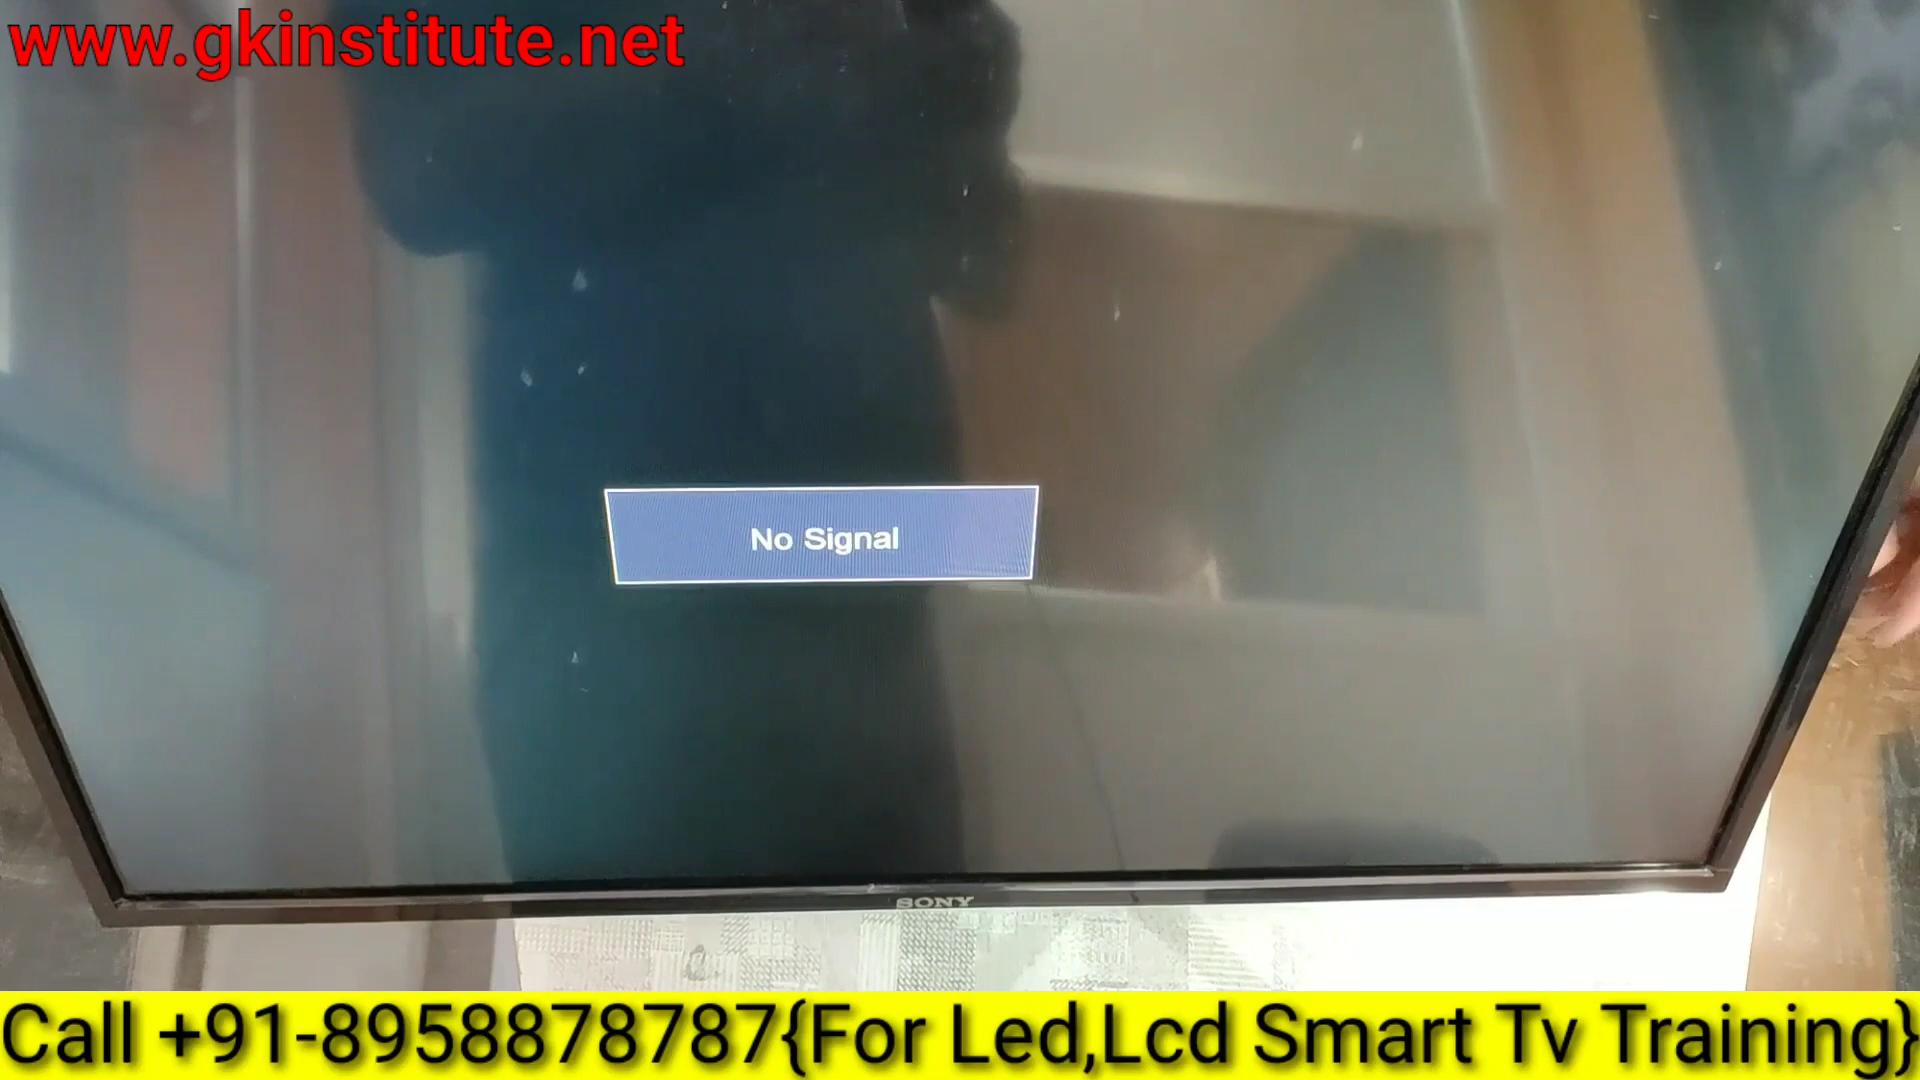 www.gkinstitute.net
No Signal
SONY
Call +91-8958878787{For Led,Lcd Smart Tv Training}